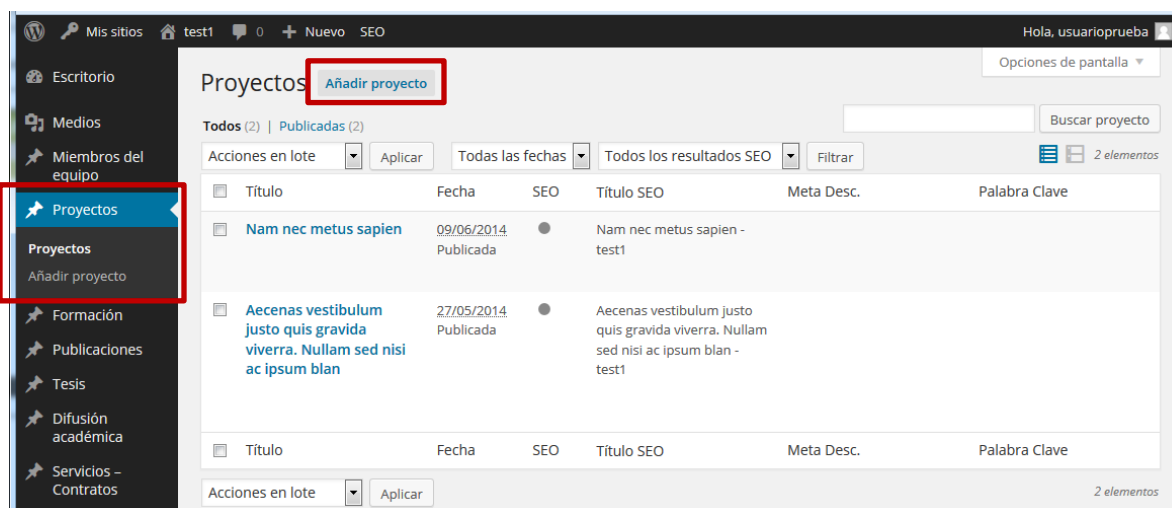 Mis sitios test1 0 + Nuevo SEO Hola, usuarioprueba
Escritorio
Medios
Miembros del
equipo
Proyectos
Proyectos
Añadir proyecto
Formación
Publicaciones
Tesis
Difusión
académica
Servicios –
Contratos
Opciones de pantalla
Proyectos Añadir proyecto
Todos (2) | Publicadas (2) Buscar proyecto
Acciones en lote Aplicar Todas las fechas Todos los resultados SEO Filtrar 2 elementos
Título Fecha SEO Título SEO Meta Desc. Palabra Clave
Nam nec metus sapien 09/06/2014 Nam nec metus sapien -
Publicada test1
Aecenas vestibulum 27/05/2014 Aecenas vestibulum justo
justo quis gravida Publicada quis gravida viverra. Nullam
viverra. Nullam sed nisi sed nisi ac ipsum blan -
ac ipsum blan test1
Título Fecha SEO Título SEO Meta Desc. Palabra Clave
Acciones en lote Aplicar 2 elementos